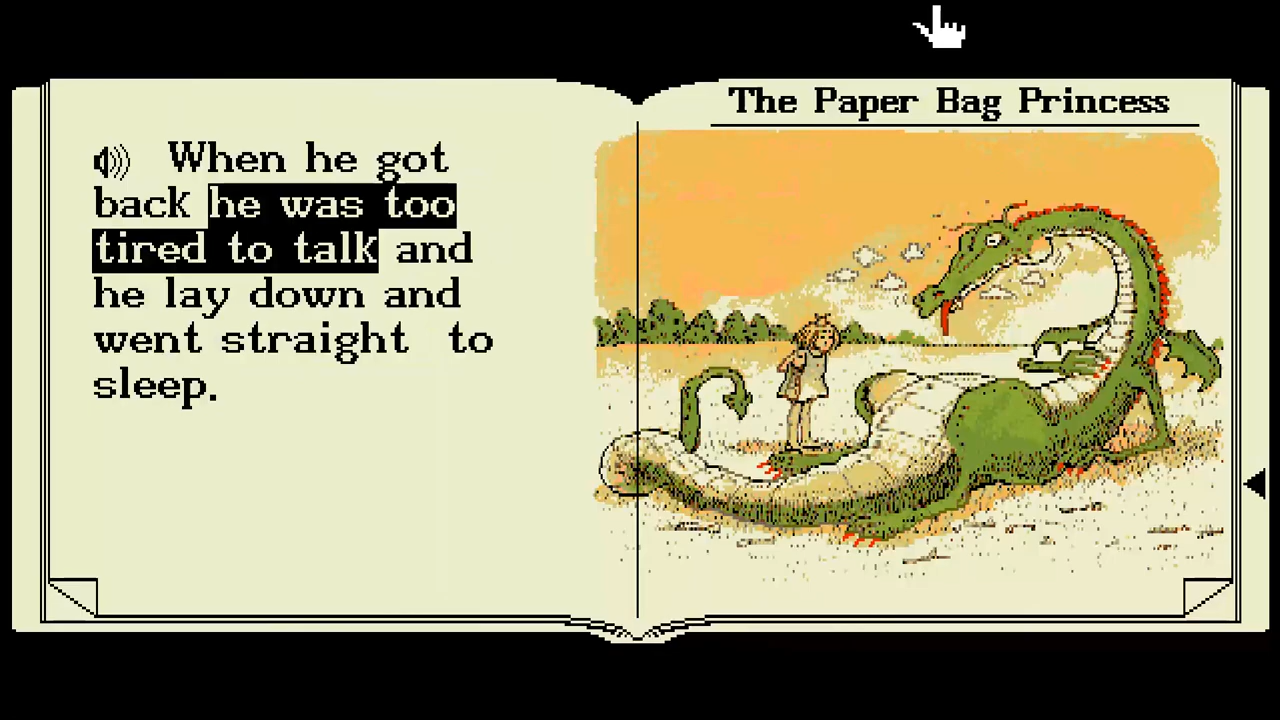 When he got
back he was too
tired to talk and
he lay down and
went straight to
sleep.
The Paper Bag Princess